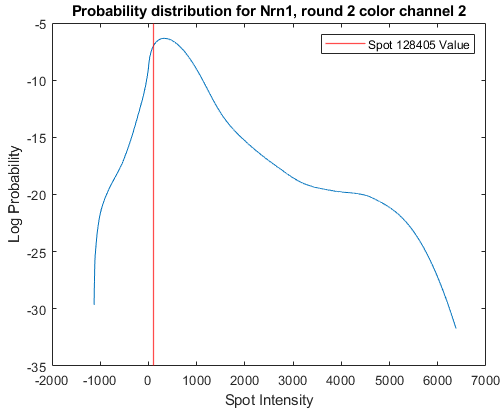 Probability distribution for Nrn1, round 2 color channel 2
Spot 128405 Value
-5
-10
-15
-20
-25
-30
-35
Log Probability
-2000 -1000 0 1000 2000 3000 4000 5000 6000 7000
Spot Intensity